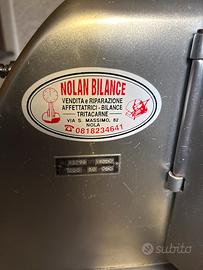 NOLAN BILANCE
VENDITA e RIPARAZIONE
AFFETTATRICI - BILANCE
TRITACARNE
VIA S. MASSIMO, 82
NOLA
☎0818234641
subito